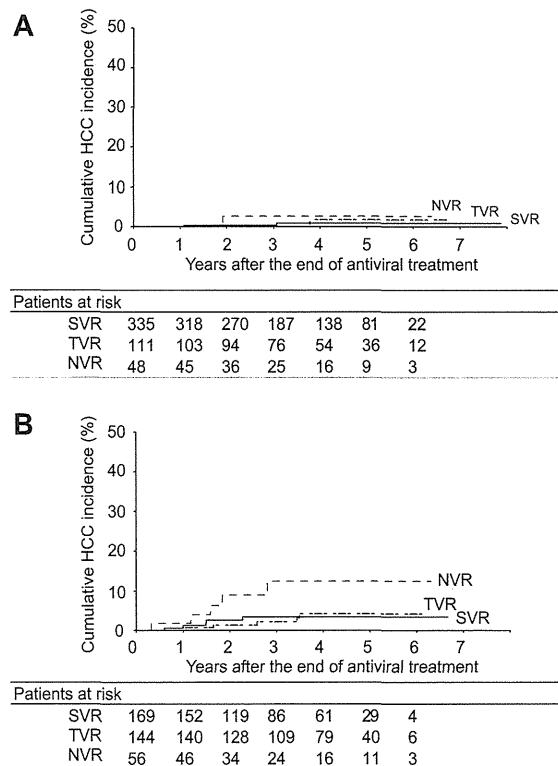 A
Cumulative HCC incidence (%)
50
40
30
20
10
0
NVR
TVR
SVR
0 1 2 3 4 5 6 7
Years after the end of antiviral treatment
Patients at risk
SVR 335 318 270 187 138 81 22
TVR 111 103 94 76 54 36 12
NVR 48 45 36 25 16 9 3
B
Cumulative HCC incidence (%)
50
40
30
20
10
0
NVR
TVR
SVR
0 1 2 3 4 5 6 7
Years after the end of antiviral treatment
Patients at risk
SVR 169 152 119 86 61 29 4
TVR 144 140 128 109 79 40 6
NVR 56 46 34 24 16 11 3